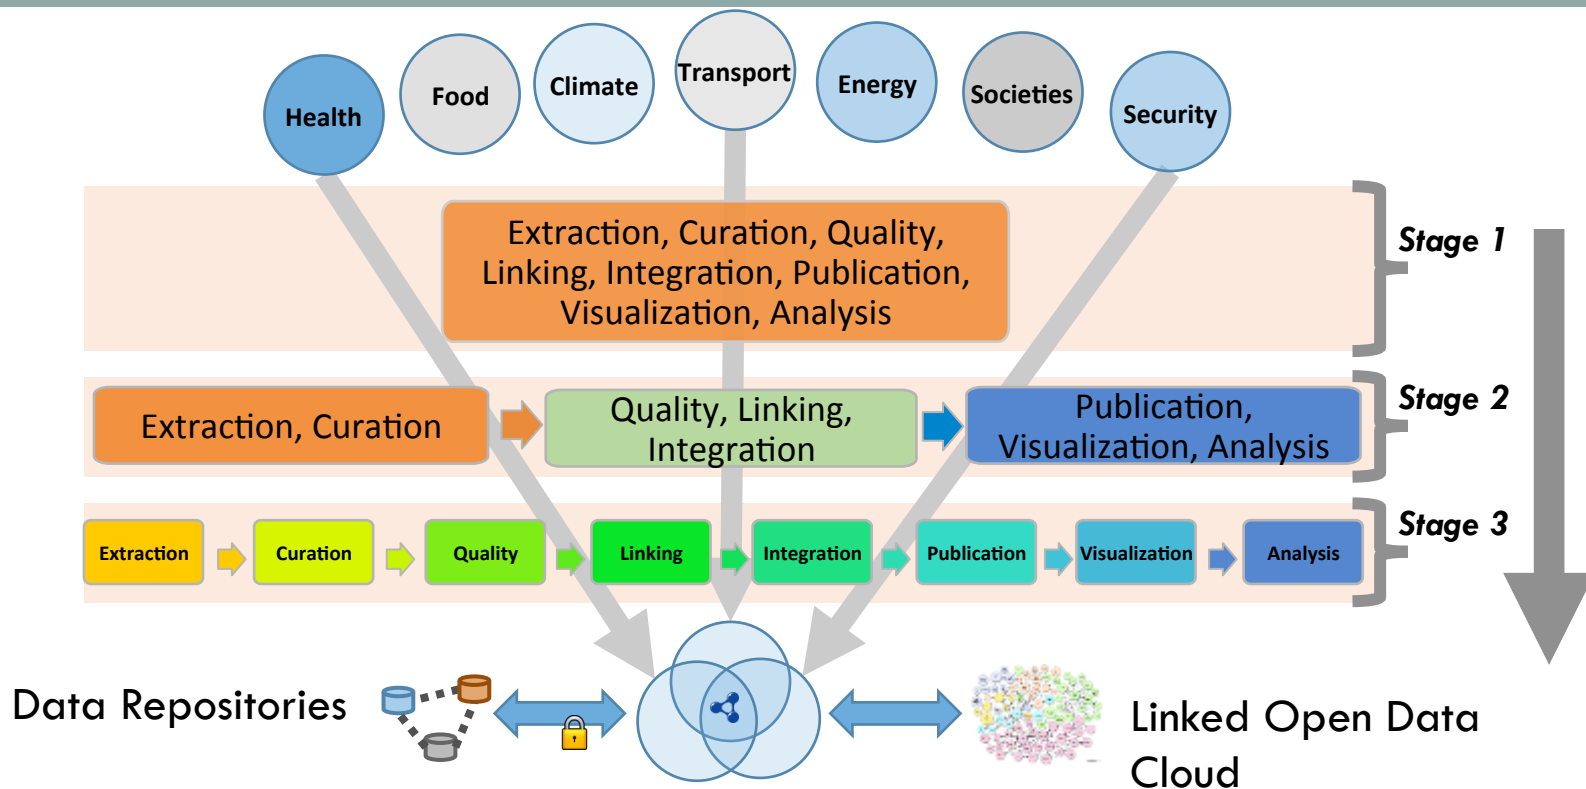 Health
Food
Climate
Transport
Energy
Societies
Security
Extraction, Curation, Quality,
Linking, Integration, Publication,
Visualization, Analysis
Stage 1
Extraction, Curation
Quality, Linking,
Integration
Publication,
Visualization, Analysis
Stage 2
Extraction
Curation
Quality
Linking
Integration
Publication
Visualization
Analysis
Stage 3
Data Repositories
Linked Open Data
Cloud